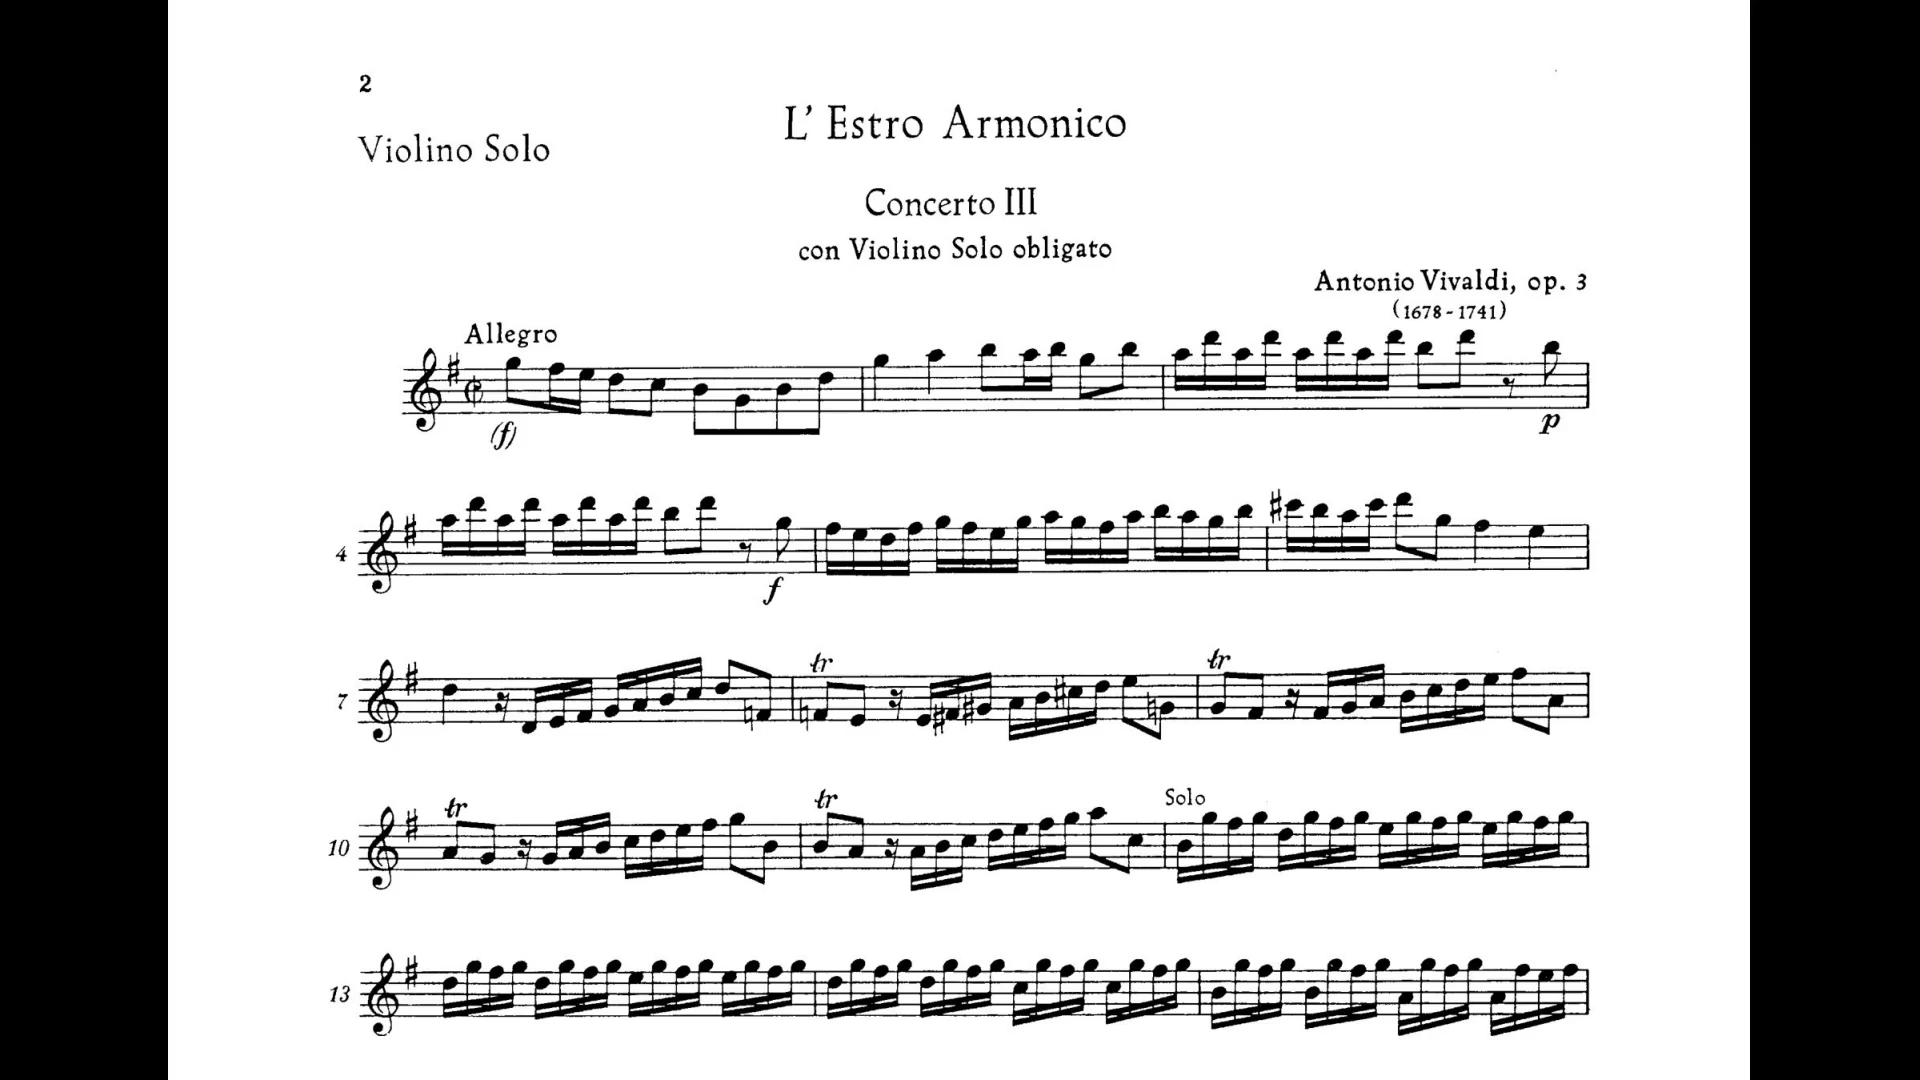 2
L' Estro Armonico
Violino Solo
Concerto III
con Violino Solo obligato
Antonio Vivaldi, op. 3
(1678 - 1741)
Allegro
(f)
p
4
f
7
tr
tr
10
tr
tr
Solo
13